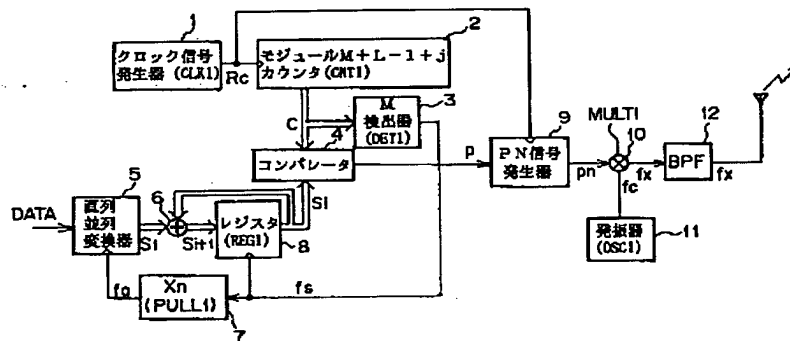 1
クロック信号
発生器(CLK1)
Rc
2
モジュールM+L-1+j
カウンタ(CNT1)
C
M
検出器
(DET1)
3
4
コンパレータ
P
9
PN信号
発生器
pn
MULTI
10
fx
fc
12
BPF
fx
発振器
(OSC1)
11
DATA
5
直列
並列
変換器
Si
6
Si+1
レジスタ
(REG1)
8
Si
fa
Xn
(PULL1)
7
fs